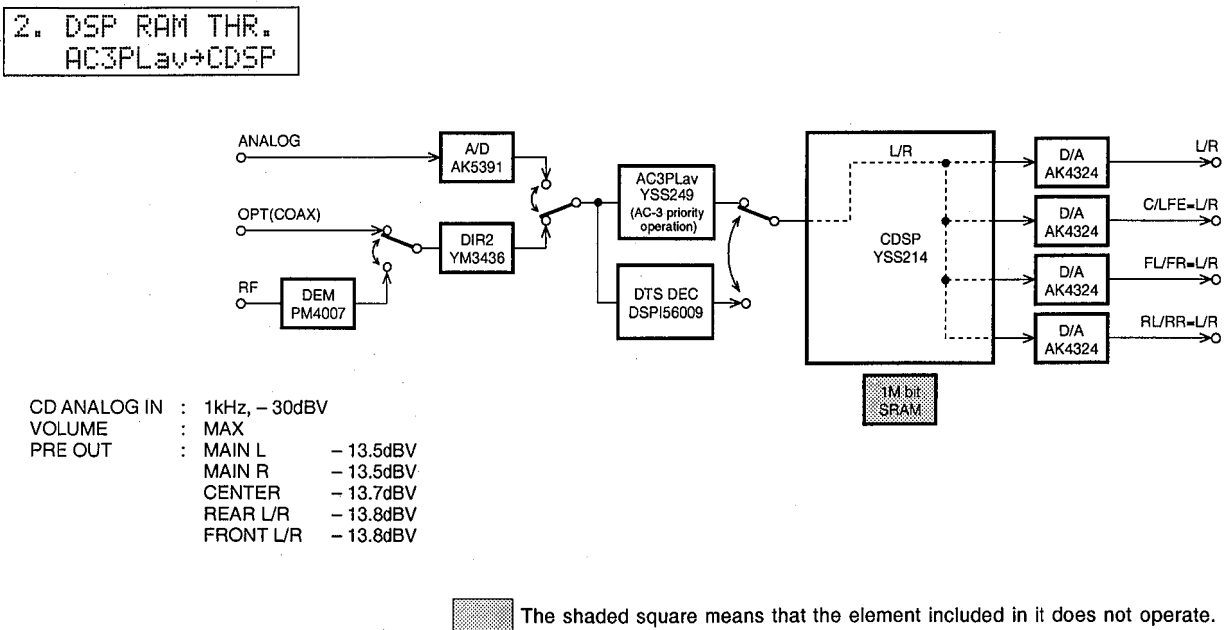 2. DSP RAM THR.
AC3PLav→CDSP
ANALOG
A/D
AK5391
OPT(COAX)
DIR2
YM3436
RF
DEM
PM4007
AC3PLav
YSS249
(AC-3 priority
operation)
DTS DEC
DSPI56009
L/R
CDSP
YSS214
1M bit
SRAM
D/A
AK4324
L/R
D/A
AK4324
C/LFE=L/R
D/A
AK4324
FL/FR=L/R
D/A
AK4324
RL/RR=L/R
CD ANALOG IN : 1kHz, – 30dBV
VOLUME : MAX
PRE OUT : MAIN L – 13.5dBV
MAIN R – 13.5dBV
CENTER – 13.7dBV
REAR L/R – 13.8dBV
FRONT L/R – 13.8dBV
The shaded square means that the element included in it does not operate.